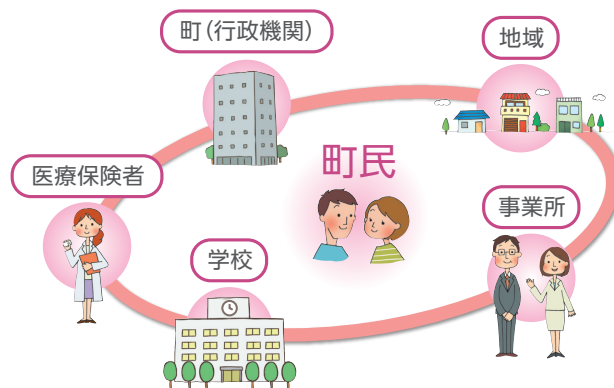 町（行政機関）
地域
町民
医療保険者
事業所
学校